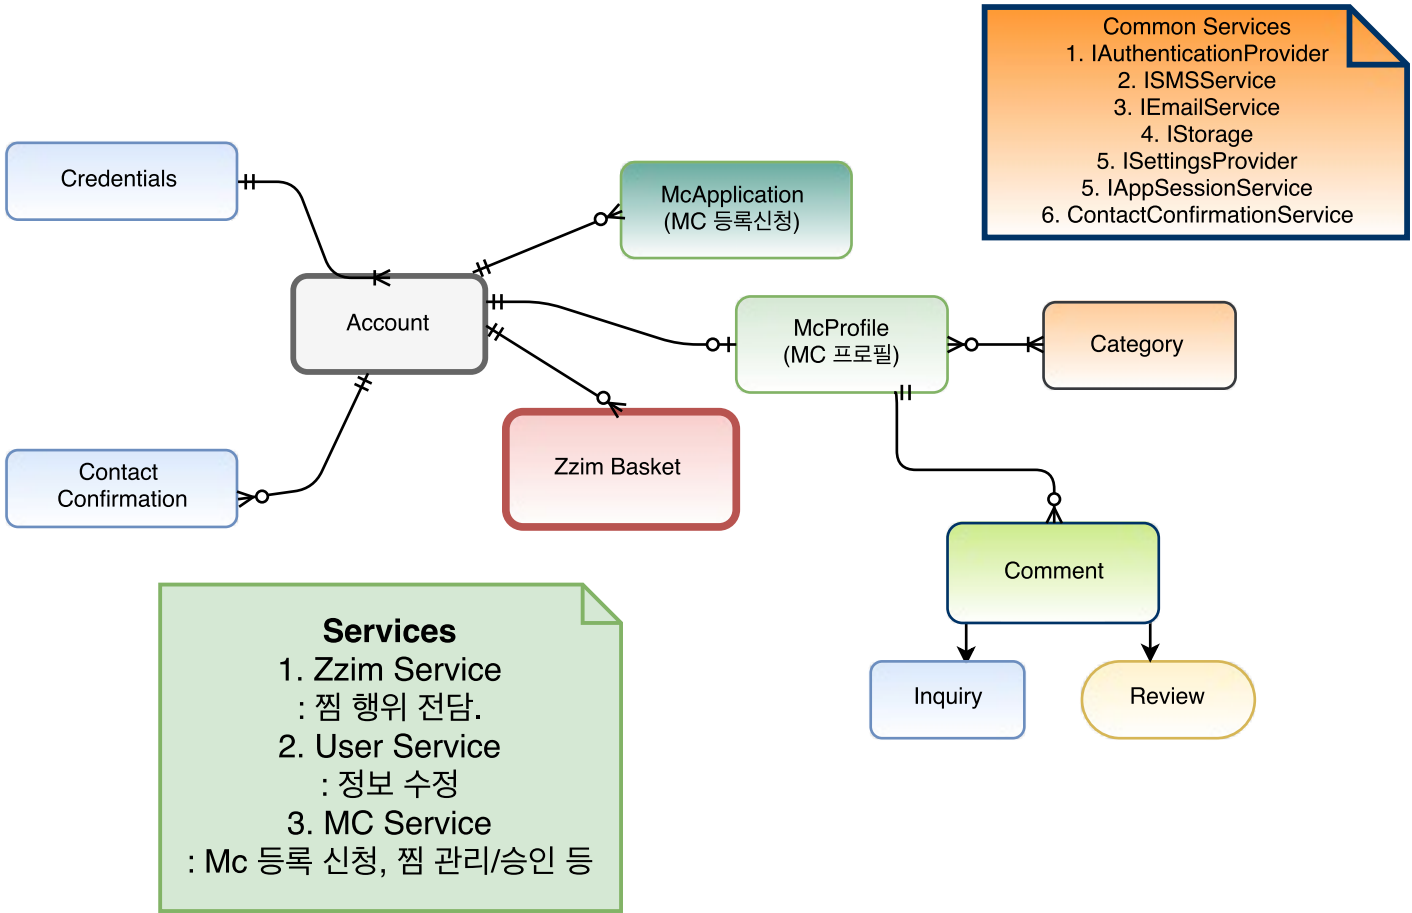 Common Services
1. IAuthenticationProvider
2. ISMSService
3. IEmailService
4. IStorage
5. ISettingsProvider
5. IAppSessionService
6. ContactConfirmationService
Credentials
McApplication
(MC 등록신청)
Account
McProfile
(MC 프로필)
Category
Contact
Confirmation
Zzim Basket
Comment
Inquiry
Review
Services
1. Zzim Service
: 찜 행위 전담.
2. User Service
: 정보 수정
3. MC Service
: Mc 등록 신청, 찜 관리/승인 등